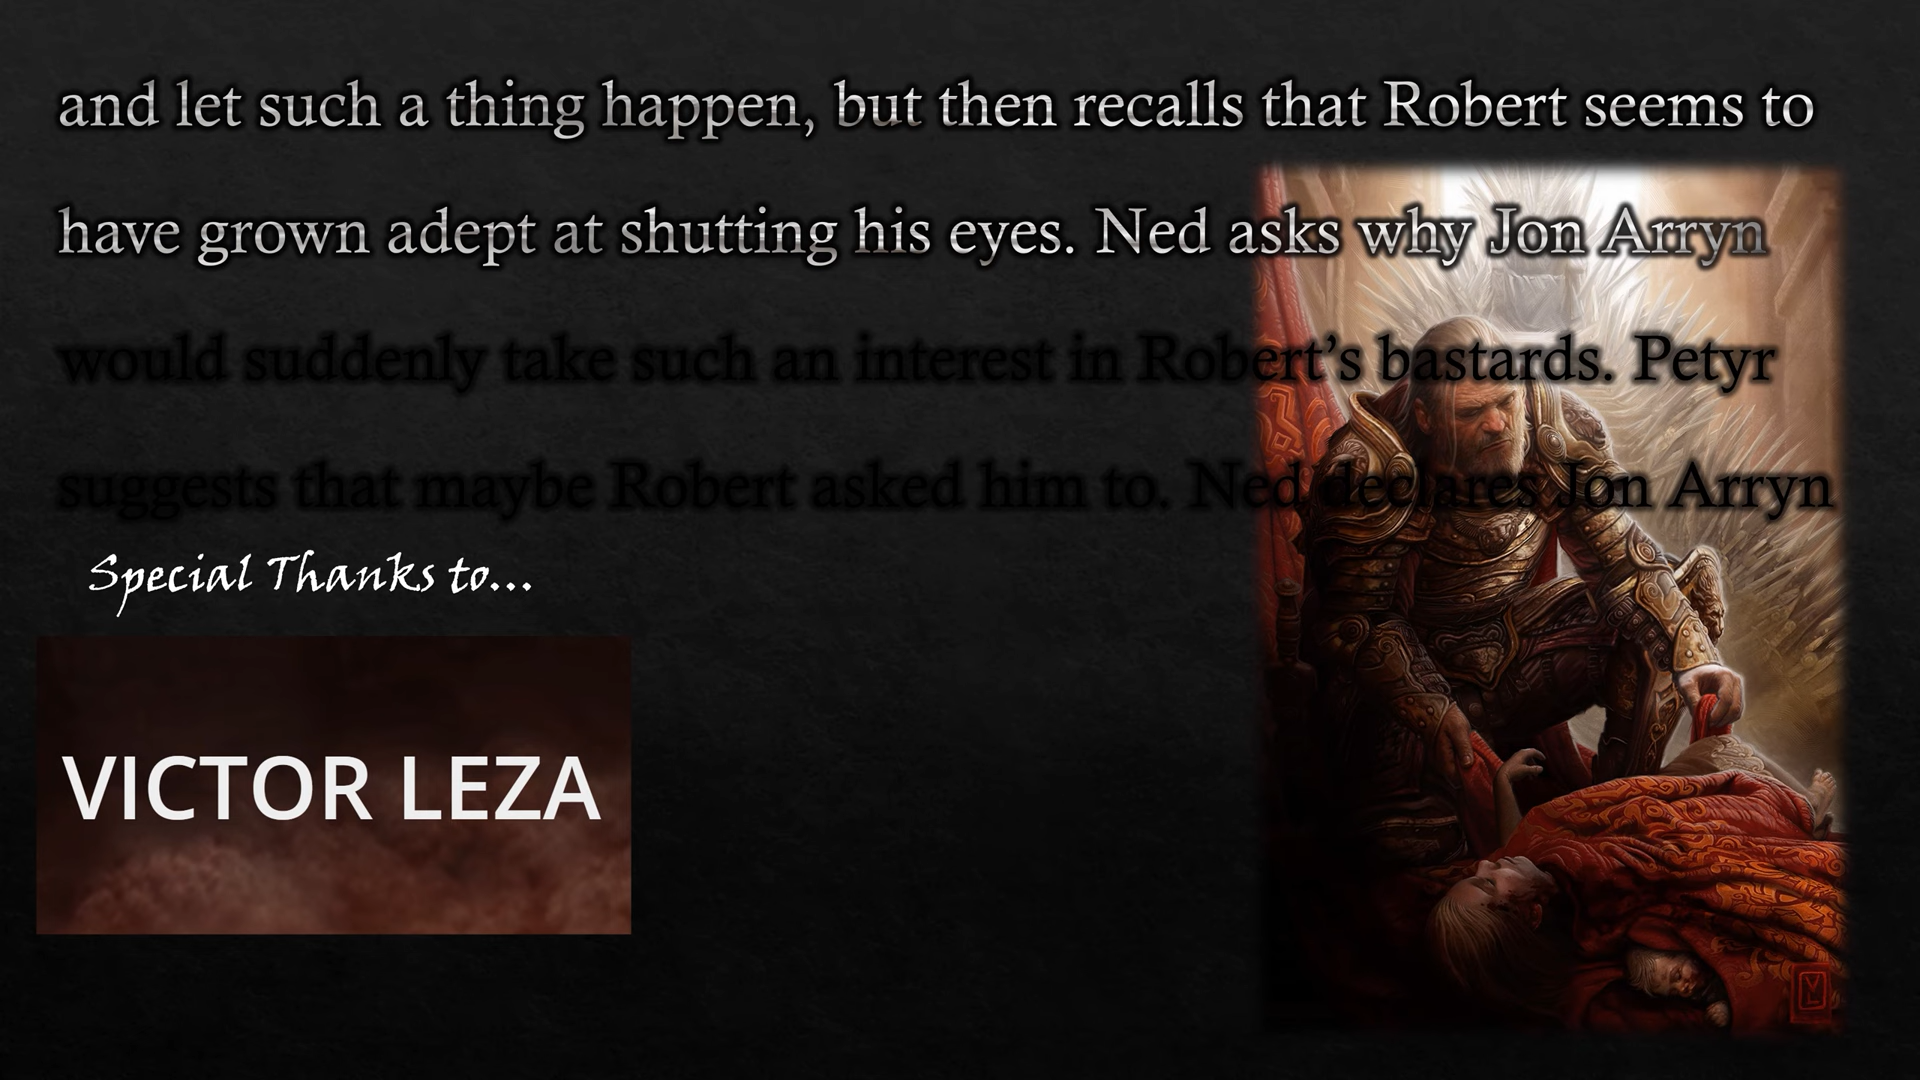 and let such a thing happen, but then recalls that Robert seems to
have grown adept at shutting his eyes. Ned asks why Jon Arryn
would suddenly take such an interest in Robert’s bastards. Petyr
suggests that maybe Robert asked him to. Ned declares Jon Arryn
Special Thanks to...
VICTOR LEZA
VL